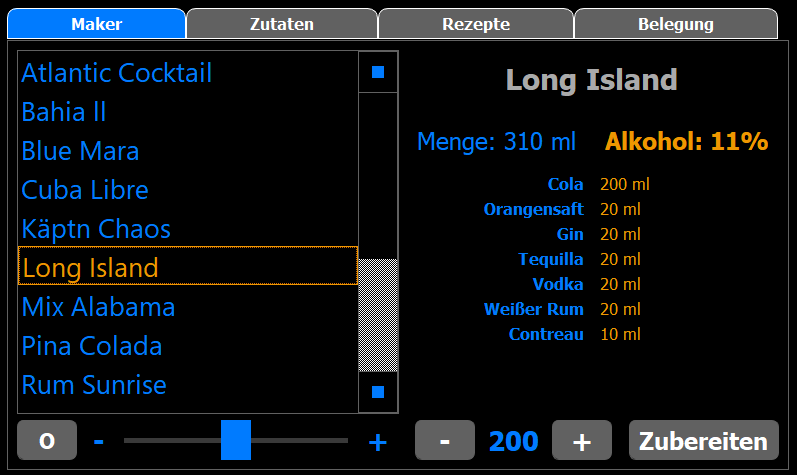 Maker Zutaten Rezepte Belegung
Atlantic Cocktail
Bahia ll
Blue Mara
Cuba Libre
Käptn Chaos
Long Island
Mix Alabama
Pina Colada
Rum Sunrise
Long Island
Menge: 310 ml Alkohol: 11%
Cola 200 ml
Orangensaft 20 ml
Gin 20 ml
Tequilla 20 ml
Vodka 20 ml
Weißer Rum 20 ml
Contreau 10 ml
O - + - 200 + Zubereiten